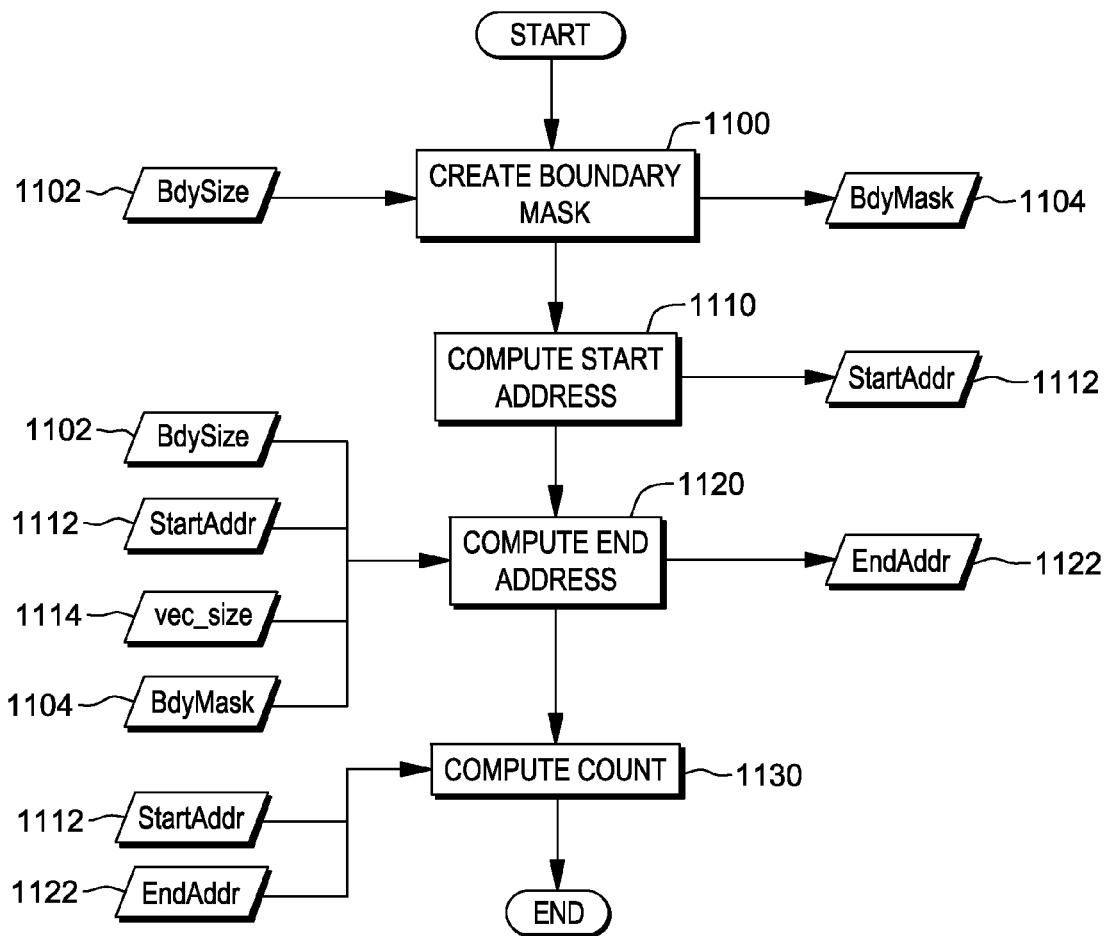 START
1100
1102
BdySize
CREATE BOUNDARY
MASK
BdyMask
1104
1110
COMPUTE START
ADDRESS
StartAddr
1112
1102
BdySize
1120
1112
StartAddr
COMPUTE END
ADDRESS
EndAddr
1122
1114
vec_size
1104
BdyMask
COMPUTE COUNT
1130
1112
StartAddr
1122
EndAddr
END